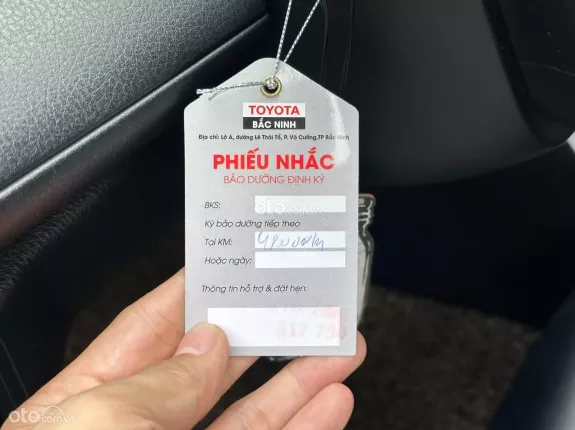 TOYOTA
BẮC NINH
Địa chỉ: Lô A, đường Lê Thái Tổ, P. Võ Cường,TP Bắc Ninh
PHIẾU NHẮC
BẢO DƯỠNG ĐỊNH KỲ
BKS:
Kỳ bảo dưỡng tiếp theo
Tại KM:
Hoặc ngày:
Thông tin hỗ trợ & đặt hẹn:
oto.com.vn